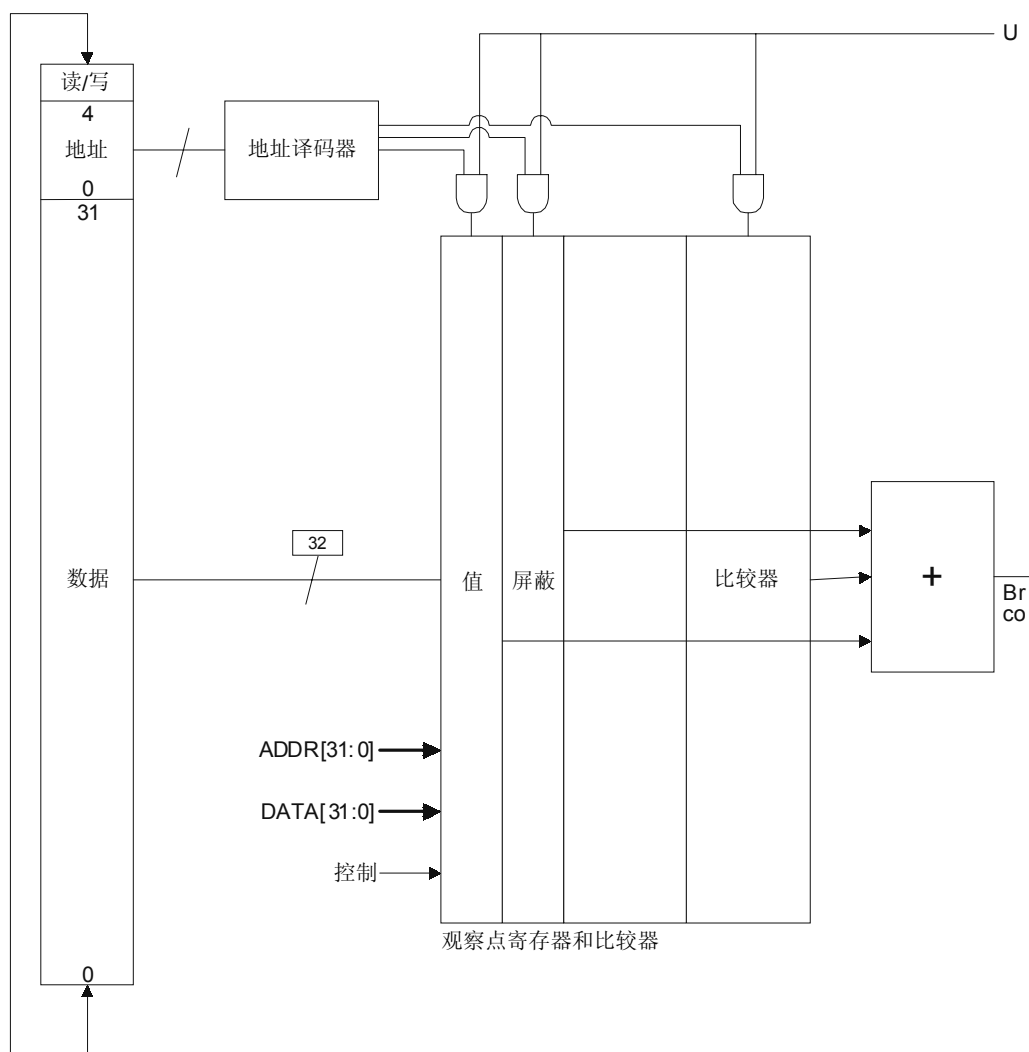 U
读/写
4
地址
0
地址译码器
31
32
数据
值
屏蔽
比较器
+
Br
co
ADDR[31:0]
DATA[31:0]
控制
观察点寄存器和比较器
0